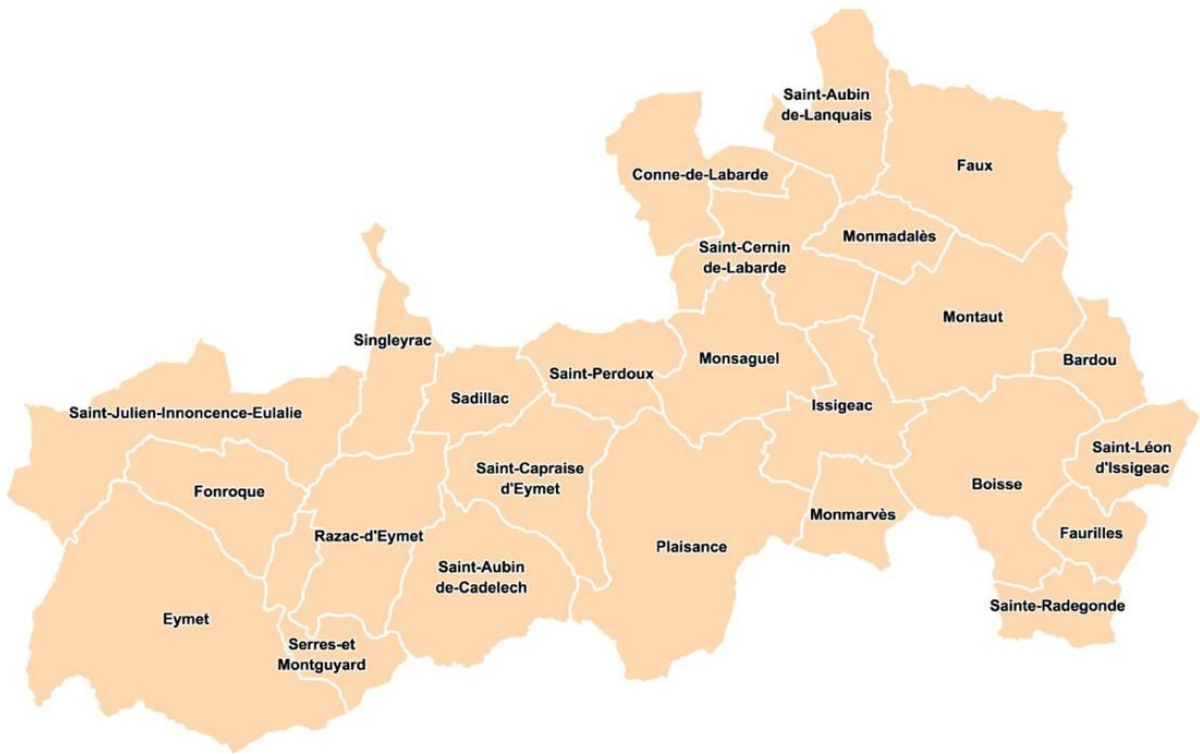 Saint-Aubin
de-Lanquais
Faux
Conne-de-Labarde
Monmadalès
Saint-Cernin
de-Labarde
Montaut
Singleyrac
Monsaguel
Bardou
Saint-Perdoux
Sadillac
Issigeac
Saint-Julien-Innoncence-Eulalie
Saint-Léon
d'Issigeac
Saint-Capraise
d'Eymet
Boisse
Fonroque
Monmarvès
Faurilles
Razac-d'Eymet
Plaisance
Saint-Aubin
de-Cadelech
Sainte-Radegonde
Eymet
Serres-et
Montguyard